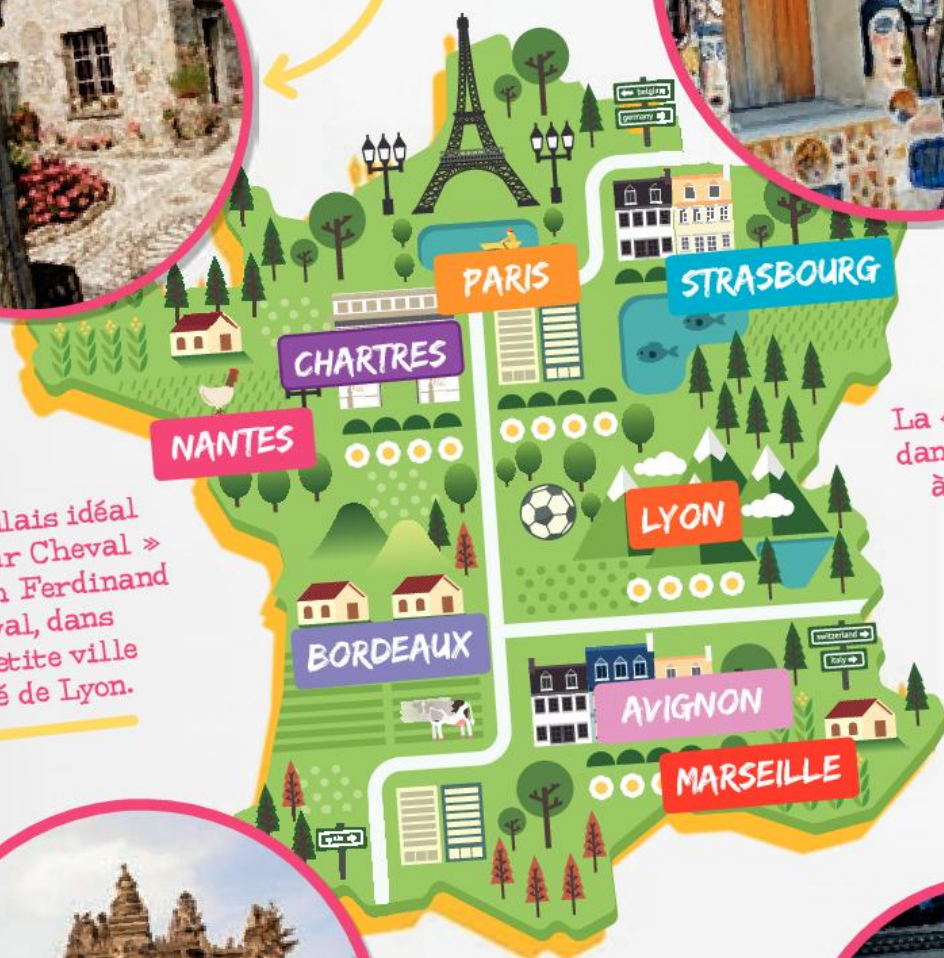 belgium
germany
PARIS
STRASBOURG
CHARTRES
NANTES
La «
dan
à
LYON
lais idéal
ur Cheval »
n Ferdinand
val, dans
etite ville
é de Lyon.
BORDEAUX
switzerland
italy
AVIGNON
MARSEILLE